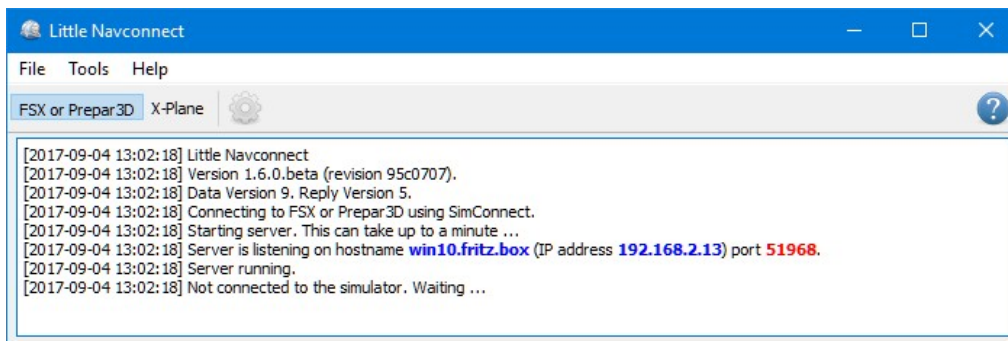 Little Navconnect
File Tools Help
FSX or Prepar3D X-Plane ?
[2017-09-04 13:02:18] Little Navconnect
[2017-09-04 13:02:18] Version 1.6.0.beta (revision 95c0707).
[2017-09-04 13:02:18] Data Version 9. Reply Version 5.
[2017-09-04 13:02:18] Connecting to FSX or Prepar3D using SimConnect.
[2017-09-04 13:02:18] Starting server. This can take up to a minute ...
[2017-09-04 13:02:18] Server is listening on hostname win10.fritz.box (IP address 192.168.2.13) port 51968.
[2017-09-04 13:02:18] Server running.
[2017-09-04 13:02:18] Not connected to the simulator. Waiting ...